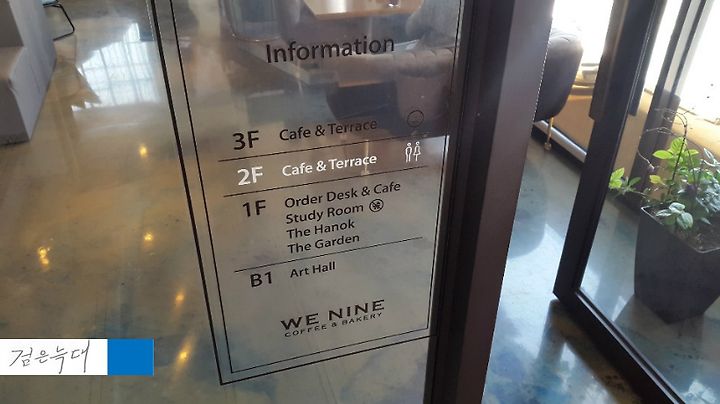 Information
3F Cafe & Terrace
2F Cafe & Terrace
1F Order Desk & Cafe
Study Room
The Hanok
The Garden
B1 Art Hall
WE NINE
COFFEE & BAKERY
검은늑대